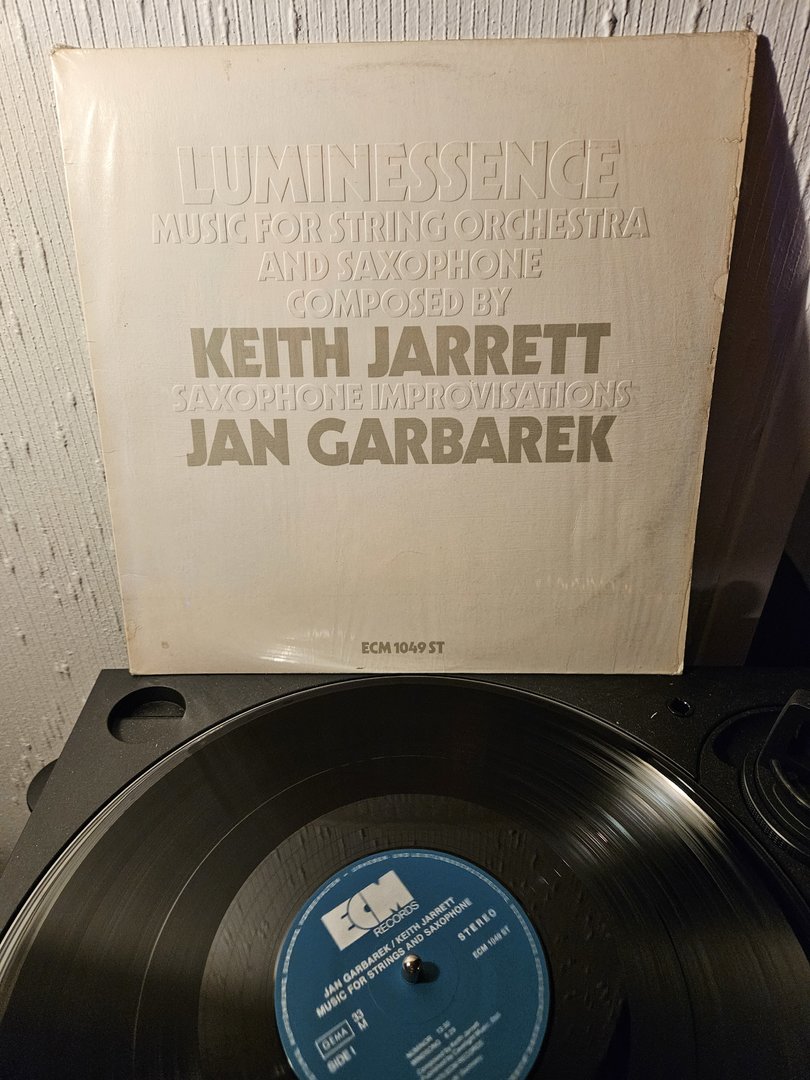 LUMINESSENCE
MUSIC FOR STRING ORCHESTRA
AND SAXOPHONE
COMPOSED BY
KEITH JARRETT
SAXOPHONE IMPROVISATIONS
JAN GARBAREK
ECM 1049 ST
ECM
RECORDS
JAN GARBAREK / KEITH JARRETT
MUSIC FOR STRINGS AND SAXOPHONE
STEREO
ECM 1049 ST
33
GEMA
SIDE I
NUMINOR